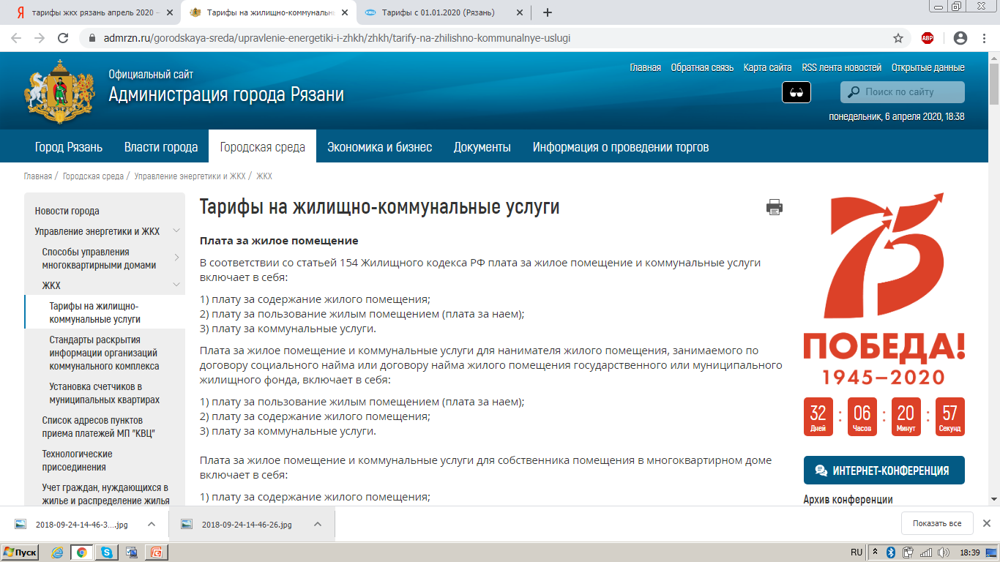 тарифы жкх рязань апрель 2020 –
Тарифы на жилищно-коммуналь
Тарифы с 01.01.2020 (Рязань)
admrzn.ru/gorodskaya-sreda/upravlenie-energetiki-i-zhkh/zhkh/tarify-na-zhilishno-kommunalnye-uslugi
ABP
Официальный сайт
Администрация города Рязани
Главная Обратная связь Карта сайта RSS лента новостей Открытые данные
Поиск по сайту
понедельник, 6 апреля 2020, 18:38
Город Рязань Власти города Городская среда Экономика и бизнес Документы Информация о проведении торгов
Главная / Городская среда / Управление энергетики и ЖКХ / ЖКХ
Новости города
Управление энергетики и ЖКХ
Способы управления
многоквартирными домами
ЖКХ
Тарифы на жилищно-
коммунальные услуги
Стандарты раскрытия
информации организаций
коммунального комплекса
Установка счетчиков в
муниципальных квартирах
Список адресов пунктов
приема платежей МП "КВЦ"
Технологические
присоединения
Учет граждан, нуждающихся в
жилье и распределение жилья
Тарифы на жилищно-коммунальные услуги
Плата за жилое помещение
В соответствии со статьей 154 Жилищного кодекса РФ плата за жилое помещение и коммунальные услуги
включает в себя:
1) плату за содержание жилого помещения;
2) плату за пользование жилым помещением (плата за наем);
3) плату за коммунальные услуги.
Плата за жилое помещение и коммунальные услуги для нанимателя жилого помещения, занимаемого по
договору социального найма или договору найма жилого помещения государственного или муниципального
жилищного фонда, включает в себя:
1) плату за пользование жилым помещением (плата за наем);
2) плату за содержание жилого помещения;
3) плату за коммунальные услуги.
Плата за жилое помещение и коммунальные услуги для собственника помещения в многоквартирном доме
включает в себя:
1) плату за содержание жилого помещения;
75
ПОБЕДА!
1945–2020
32 : 06 : 20 : 57
Дней Часов Минут Секунд
ИНТЕРНЕТ-КОНФЕРЕНЦИЯ
Архив конференции
2018-09-24-14-46-3....jpg
2018-09-24-14-46-26.jpg
Показать все
Пуск
RU
18:39